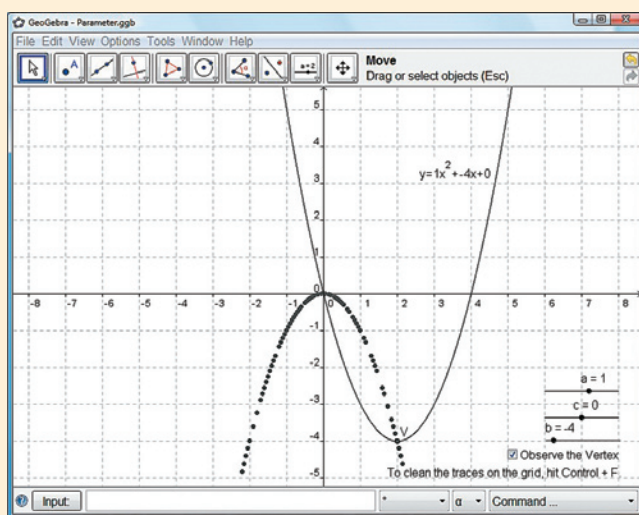 GeoGebra - Parameter.ggb
File Edit View Options Tools Window Help
A
a=2
Move
Drag or select objects (Esc)
5
4
3
2
1
0
-1
-2
-3
-4
-5
-8 -7 -6 -5 -4 -3 -2 -1 0 1 2 3 4 5 6 7 8
y=1x²+-4x+0
V
a = 1
c = 0
b = -4
Observe the Vertex
To clean the traces on the grid, hit Control + F
Input:
° α Command ...